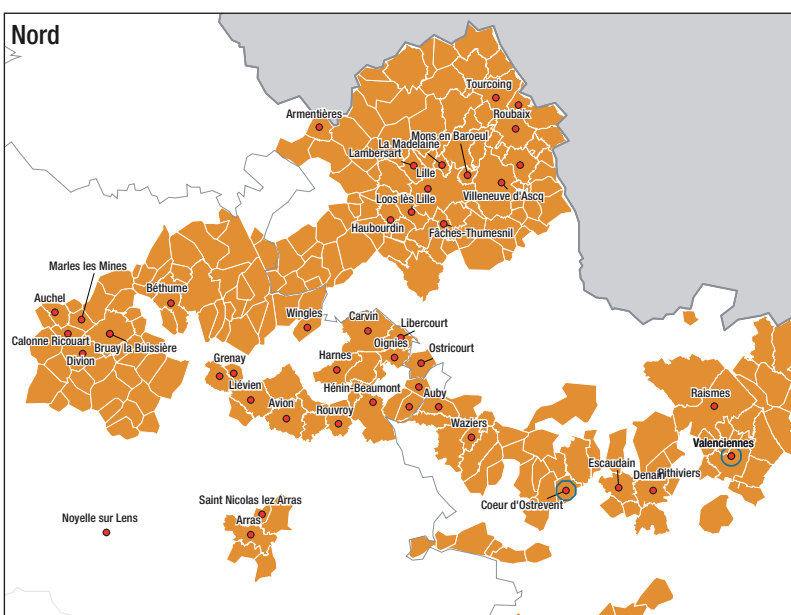 Nord
Tourcoing
Armentières
Roubaix
Mons en Baroeul
La Madelaine
Lambersart
Lille
Villeneuve d'Ascq
Loos lès Lille
Haubourdin
Fâches-Thumesnil
Marles les Mines
Béthume
Auchel
Wingles
Carvin
Libercourt
Calonne Ricouart
Bruay la Buissière
Oignies
Ostricourt
Divion
Grenay
Harnes
Liévien
Hénin-Beaumont
Auby
Raismes
Avion
Rouvroy
Waziers
Valenciennes
Escaudain
Denain
Pithiviers
Saint Nicolas lez Arras
Coeur d'Ostrevent
Noyelle sur Lens
Arras